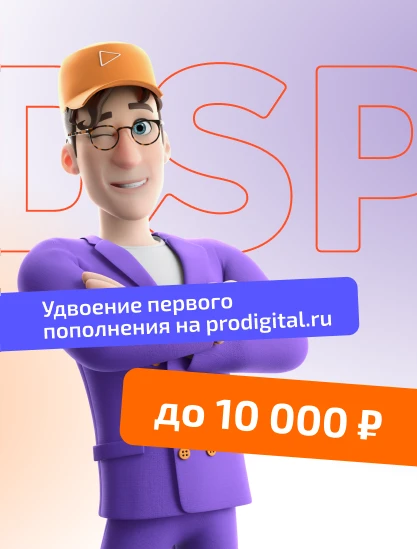 DSP
Удвоение первого
пополнения на prodigital.ru
до 10 000 ₽